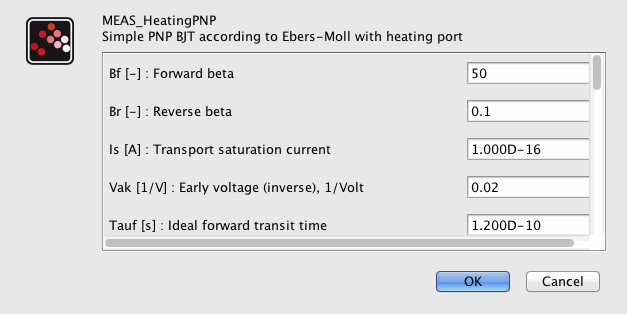 MEAS_HeatingPNP
Simple PNP BJT according to Ebers-Moll with heating port
Bf [-] : Forward beta
50
Br [-] : Reverse beta
0.1
Is [A] : Transport saturation current
1.000D-16
Vak [1/V] : Early voltage (inverse), 1/Volt
0.02
Tauf [s] : Ideal forward transit time
1.200D-10
OK
Cancel